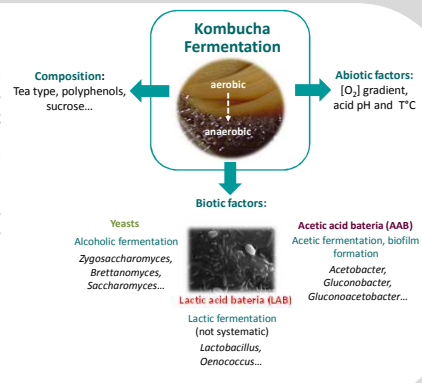 Kombucha
Fermentation
Composition:
Tea type, polyphenols,
sucrose…
aerobic
anaerobic
Abiotic factors:
[O₂] gradient,
acid pH and T°C
Biotic factors:
Yeasts
Alcoholic fermentation
Zygosaccharomyces,
Brettanomyces,
Saccharomyces…
Lactic acid bateria (LAB)
Lactic fermentation
(not systematic)
Lactobacillus,
Oenococcus…
Acetic acid bateria (AAB)
Acetic fermentation, biofilm
formation
Acetobacter,
Gluconobacter,
Gluconoacetobacter…